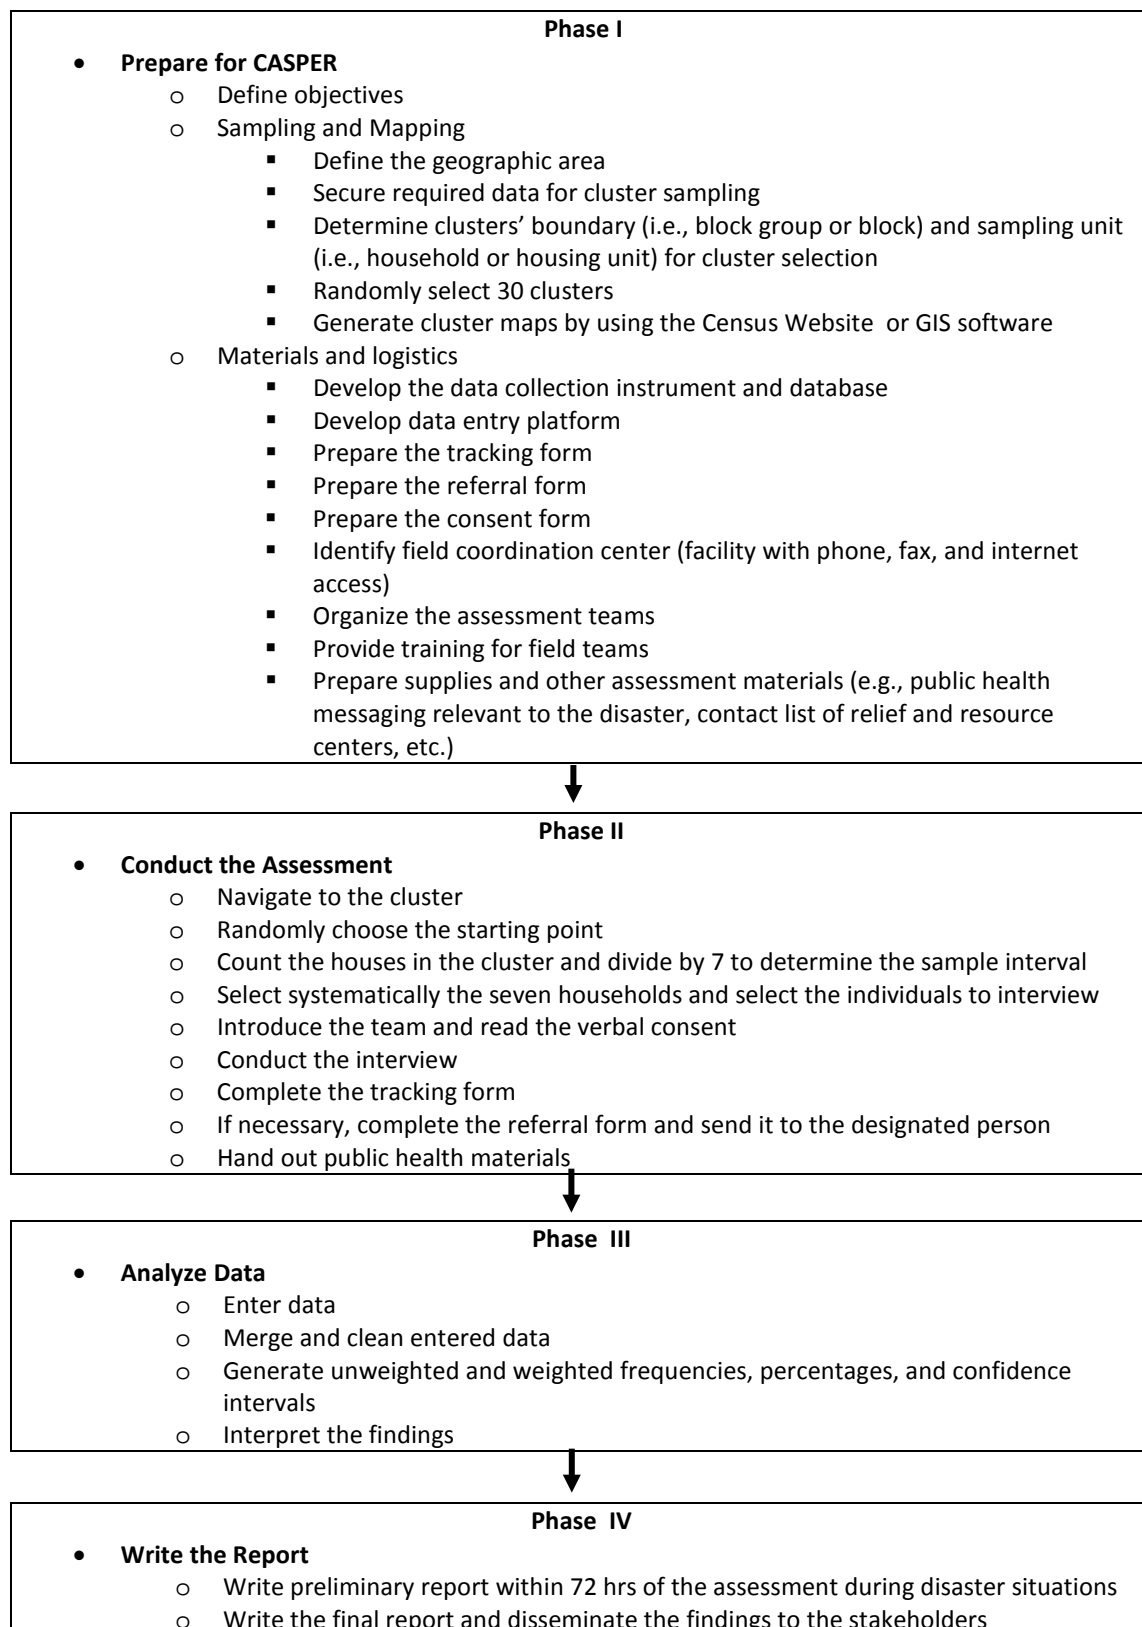 Phase I
• Prepare for CASPER
o Define objectives
o Sampling and Mapping
▪ Define the geographic area
▪ Secure required data for cluster sampling
▪ Determine clusters’ boundary (i.e., block group or block) and sampling unit
(i.e., household or housing unit) for cluster selection
▪ Randomly select 30 clusters
▪ Generate cluster maps by using the Census Website or GIS software
o Materials and logistics
▪ Develop the data collection instrument and database
▪ Develop data entry platform
▪ Prepare the tracking form
▪ Prepare the referral form
▪ Prepare the consent form
▪ Identify field coordination center (facility with phone, fax, and internet
access)
▪ Organize the assessment teams
▪ Provide training for field teams
▪ Prepare supplies and other assessment materials (e.g., public health
messaging relevant to the disaster, contact list of relief and resource
centers, etc.)
Phase II
• Conduct the Assessment
o Navigate to the cluster
o Randomly choose the starting point
o Count the houses in the cluster and divide by 7 to determine the sample interval
o Select systematically the seven households and select the individuals to interview
o Introduce the team and read the verbal consent
o Conduct the interview
o Complete the tracking form
o If necessary, complete the referral form and send it to the designated person
o Hand out public health materials
Phase III
• Analyze Data
o Enter data
o Merge and clean entered data
o Generate unweighted and weighted frequencies, percentages, and confidence
intervals
o Interpret the findings
Phase IV
• Write the Report
o Write preliminary report within 72 hrs of the assessment during disaster situations
o Write the final report and disseminate the findings to the stakeholders